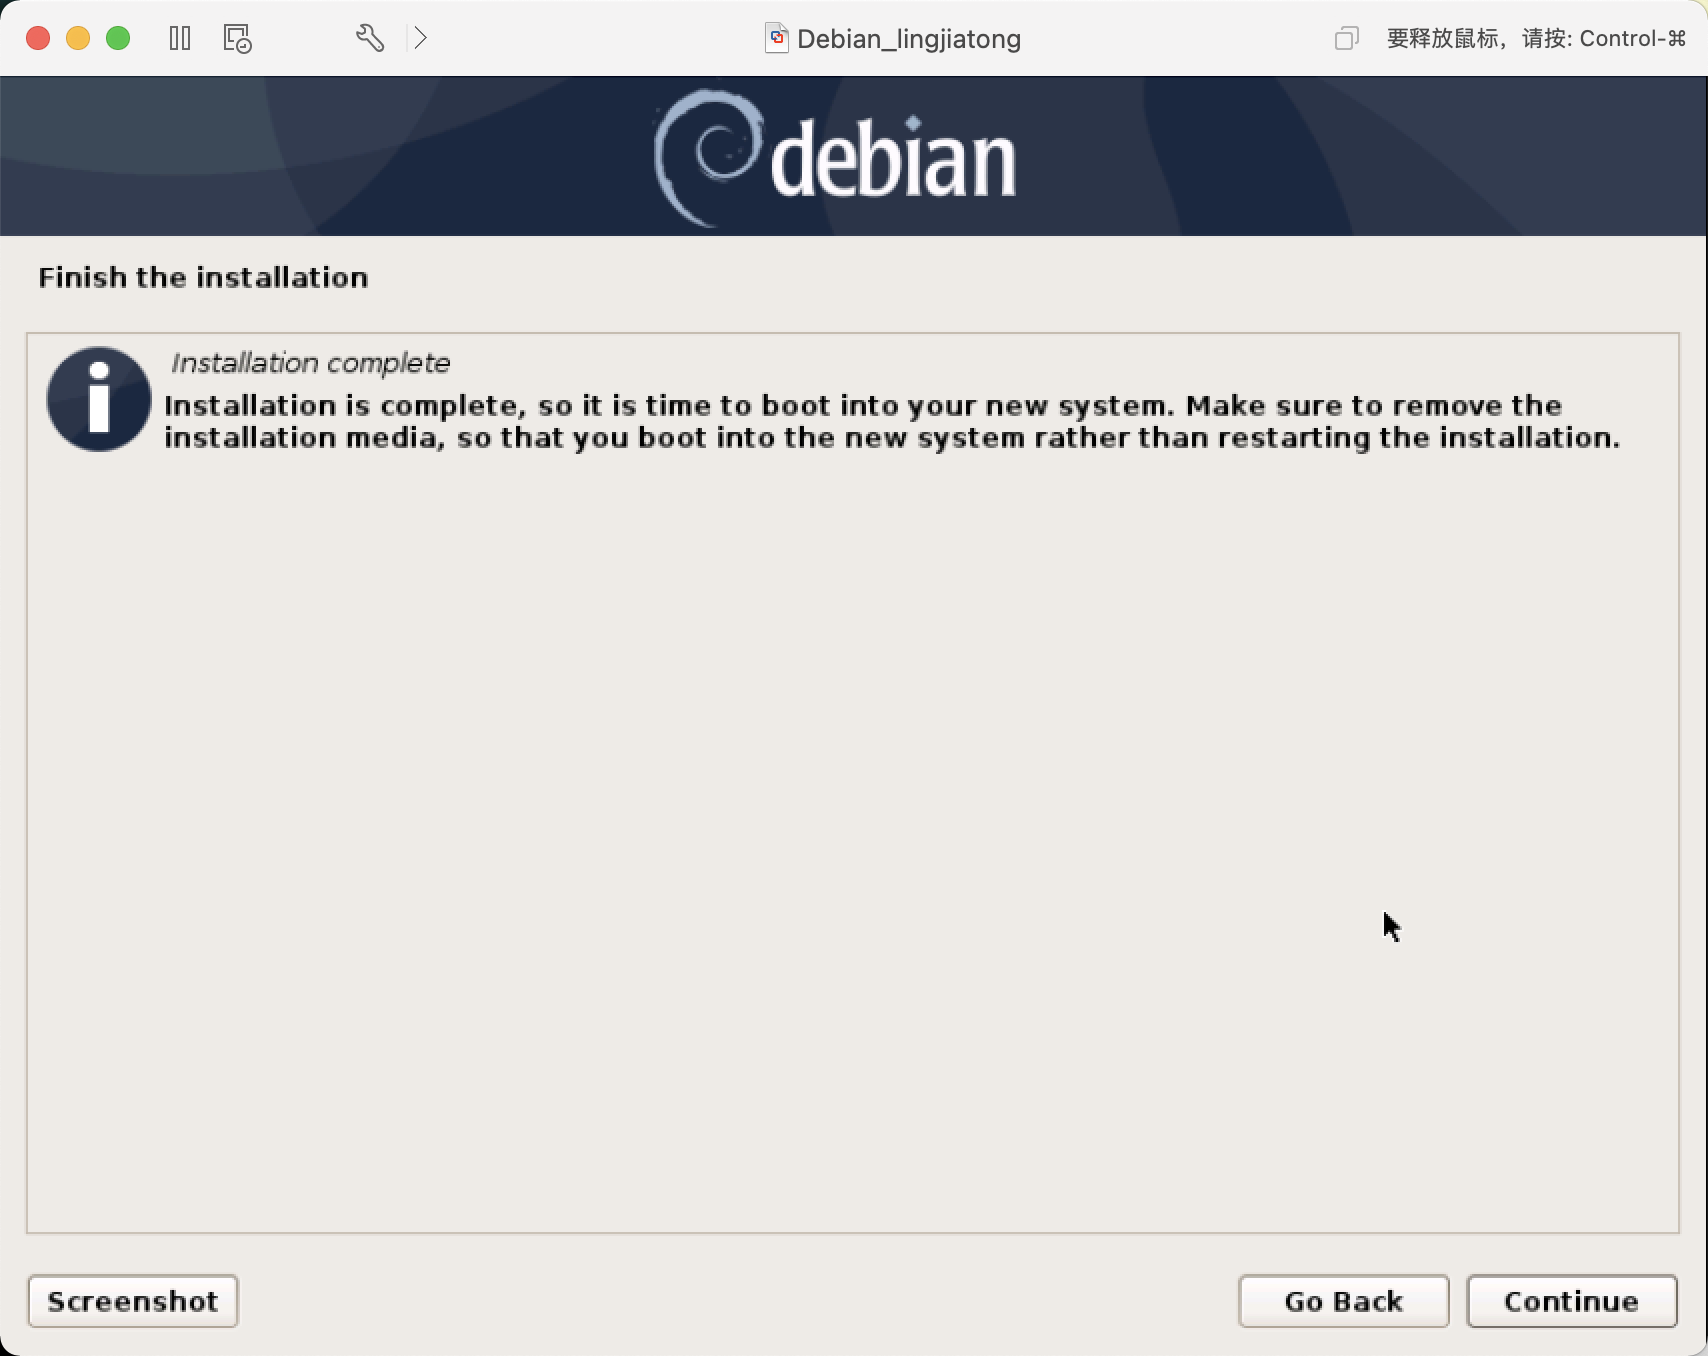 Debian_lingjiatong
要释放鼠标，请按: Control-⌘
debian
Finish the installation
Installation complete
Installation is complete, so it is time to boot into your new system. Make sure to remove the
installation media, so that you boot into the new system rather than restarting the installation.
Screenshot
Go Back
Continue